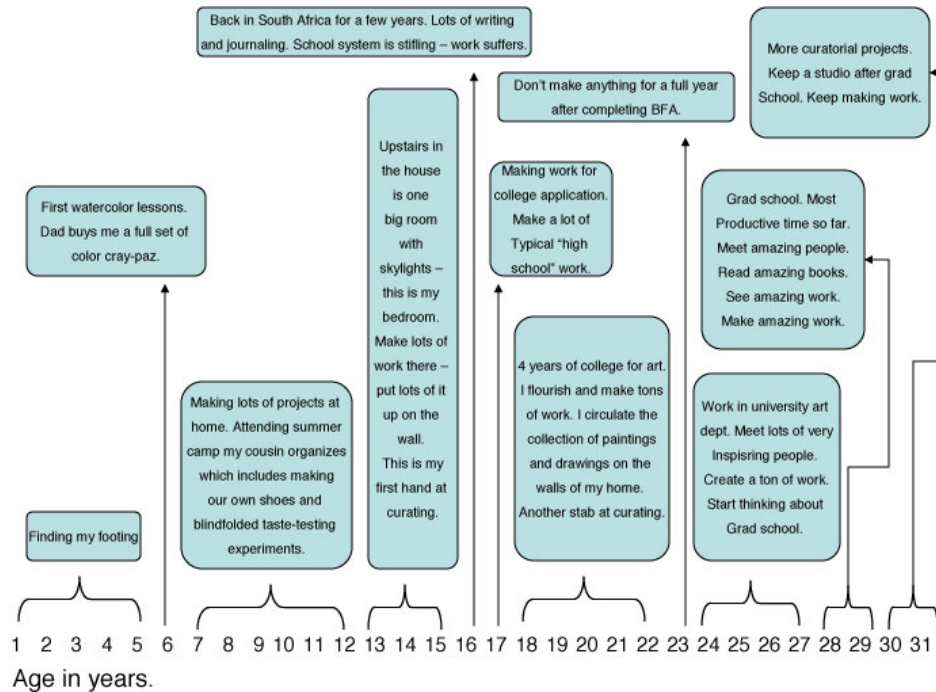 Back in South Africa for a few years. Lots of writing
and journaling. School system is stifling – work suffers.
More curatorial projects.
Keep a studio after grad
School. Keep making work.
Don't make anything for a full year
after completing BFA.
Upstairs in
the house
is one
big room
with
skylights –
this is my
bedroom.
Make lots of
work there –
put lots of it
up on the
wall.
This is my
first hand at
curating.
Making work for
college application.
Make a lot of
Typical “high
school” work.
First watercolor lessons.
Dad buys me a full set of
color cray-paz.
Grad school. Most
Productive time so far.
Meet amazing people.
Read amazing books.
See amazing work.
Make amazing work.
4 years of college for art.
I flourish and make tons
of work. I circulate the
collection of paintings
and drawings on the
walls of my home.
Another stab at curating.
Making lots of projects at
home. Attending summer
camp my cousin organizes
which includes making
our own shoes and
blindfolded taste-testing
experiments.
Work in university art
dept. Meet lots of very
Inspisring people.
Create a ton of work.
Start thinking about
Grad school.
Finding my footing
1 2 3 4 5 6 7 8 9 10 11 12 13 14 15 16 17 18 19 20 21 22 23 24 25 26 27 28 29 30 31
Age in years.